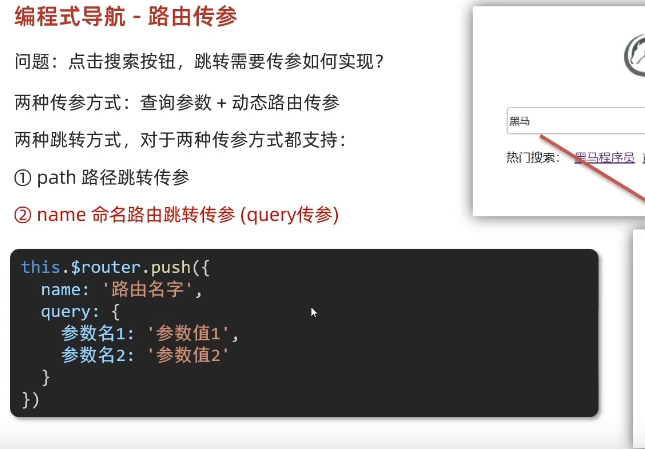 编程式导航 - 路由传参
问题：点击搜索按钮，跳转需要传参如何实现？
两种传参方式：查询参数 + 动态路由传参
两种跳转方式，对于两种传参方式都支持：
① path 路径跳转传参
② name 命名路由跳转传参 (query传参)
this.$router.push({
  name: '路由名字',
  query: {
    参数名1: '参数值1',
    参数名2: '参数值2'
  }
})
黑马
热门搜索： 黑马程序员